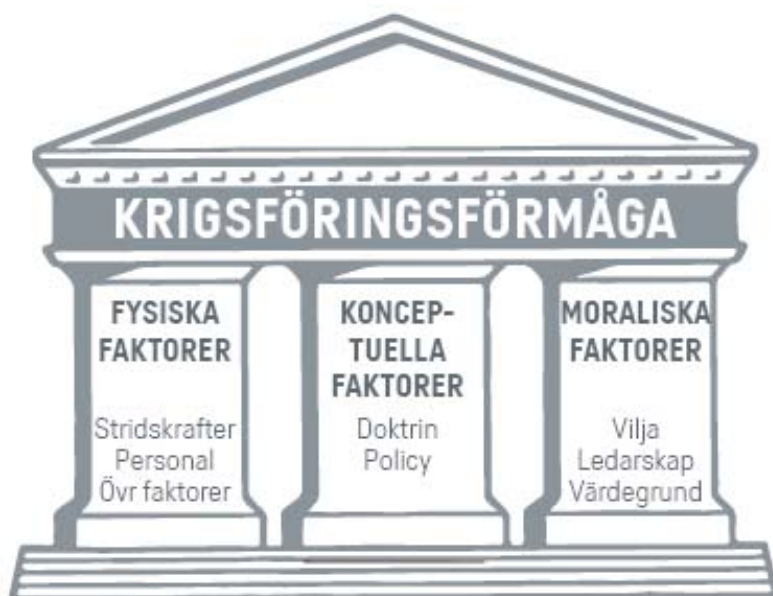 KRIGSFÖRINGSFÖRMÅGA
FYSISKA
FAKTORER
Stridskrafter
Personal
Övr faktorer
KONCEP-
TUELLA
FAKTORER
Doktrin
Policy
MORALISKA
FAKTORER
Vilja
Ledarskap
Värdegrund